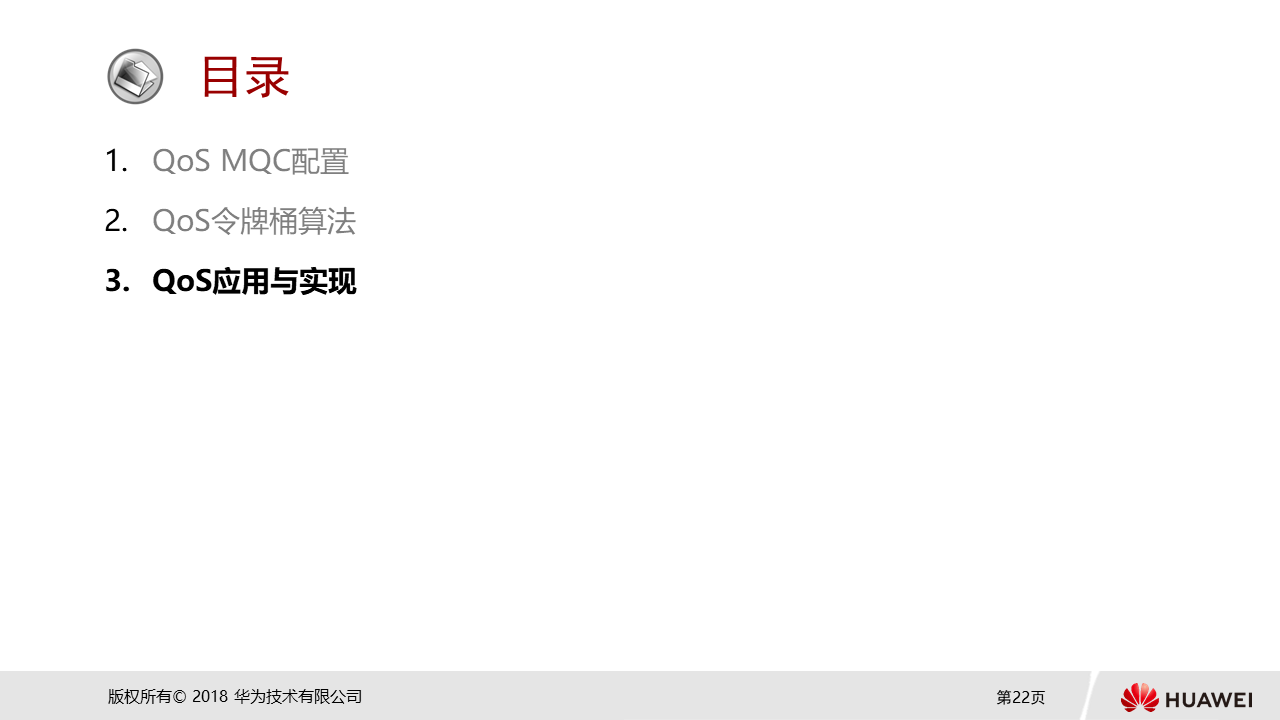 目录
1. QoS MQC配置
2. QoS令牌桶算法
3. QoS应用与实现
版权所有© 2018 华为技术有限公司
第22页
HUAWEI